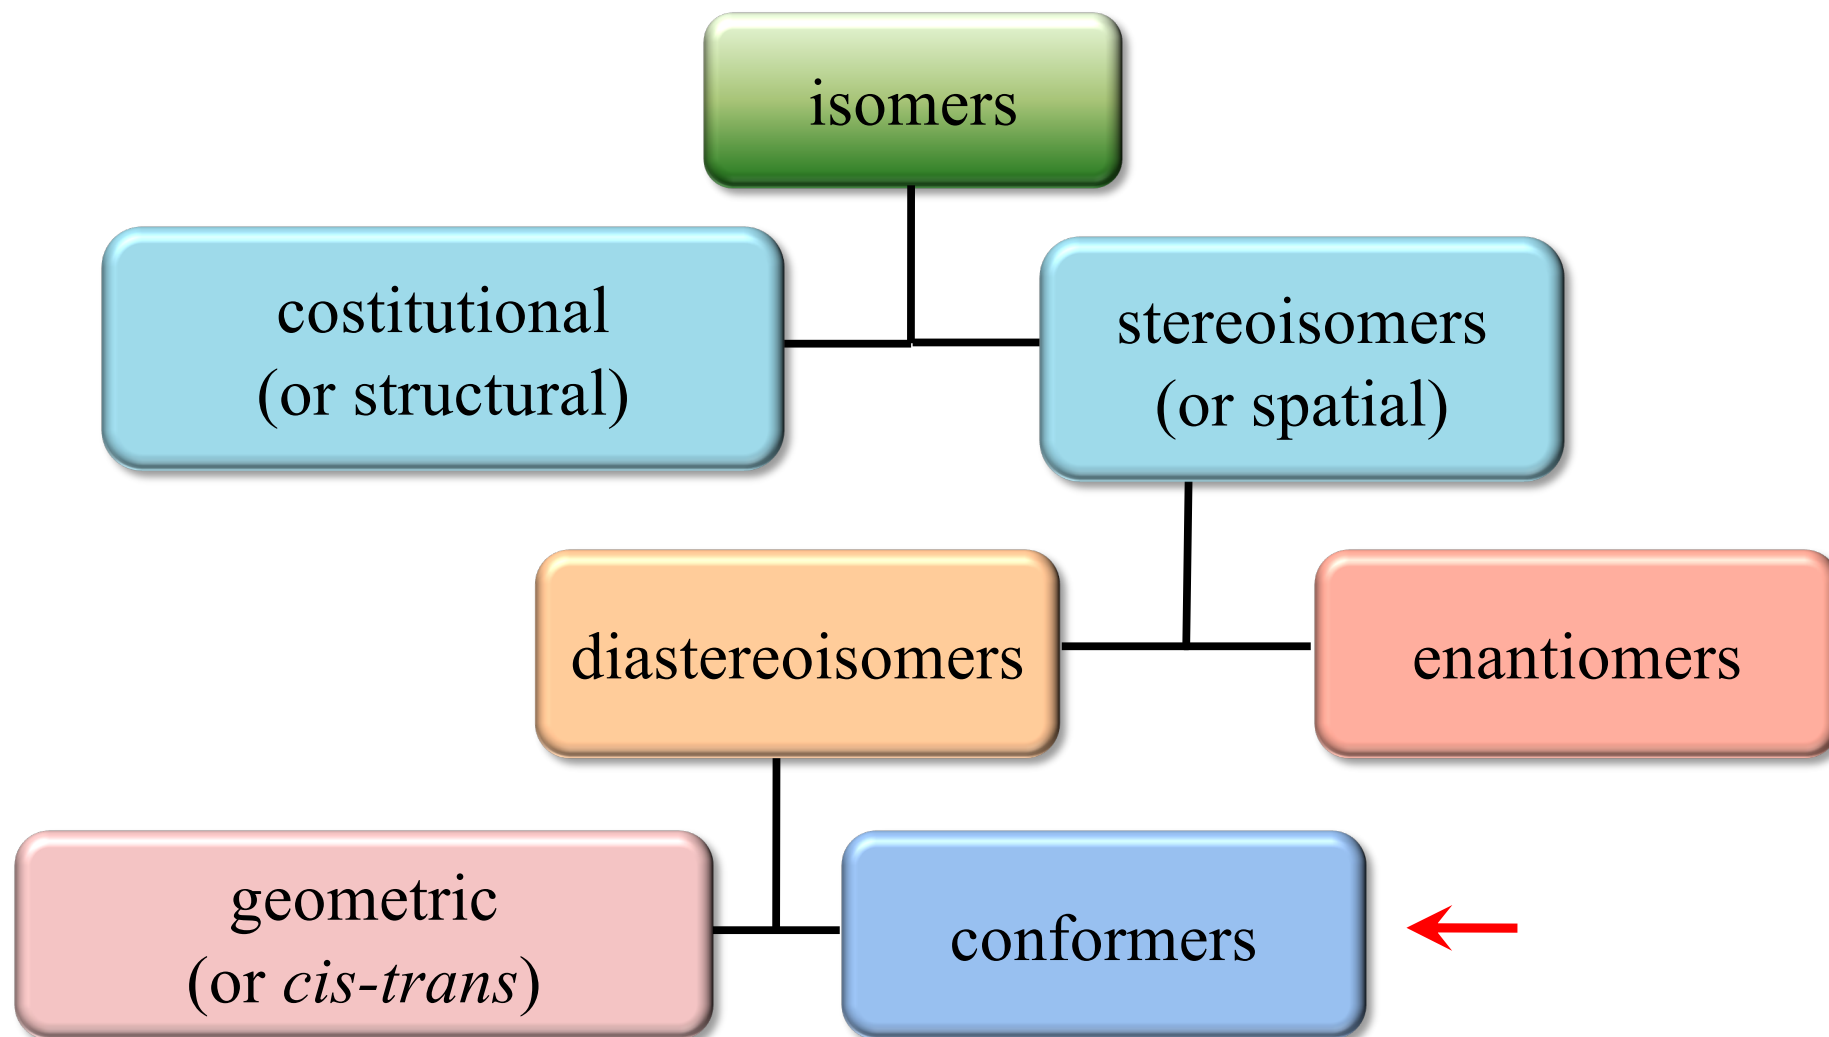 isomers
costitutional
(or structural)
stereoisomers
(or spatial)
diastereoisomers
enantiomers
geometric
(or cis-trans)
conformers